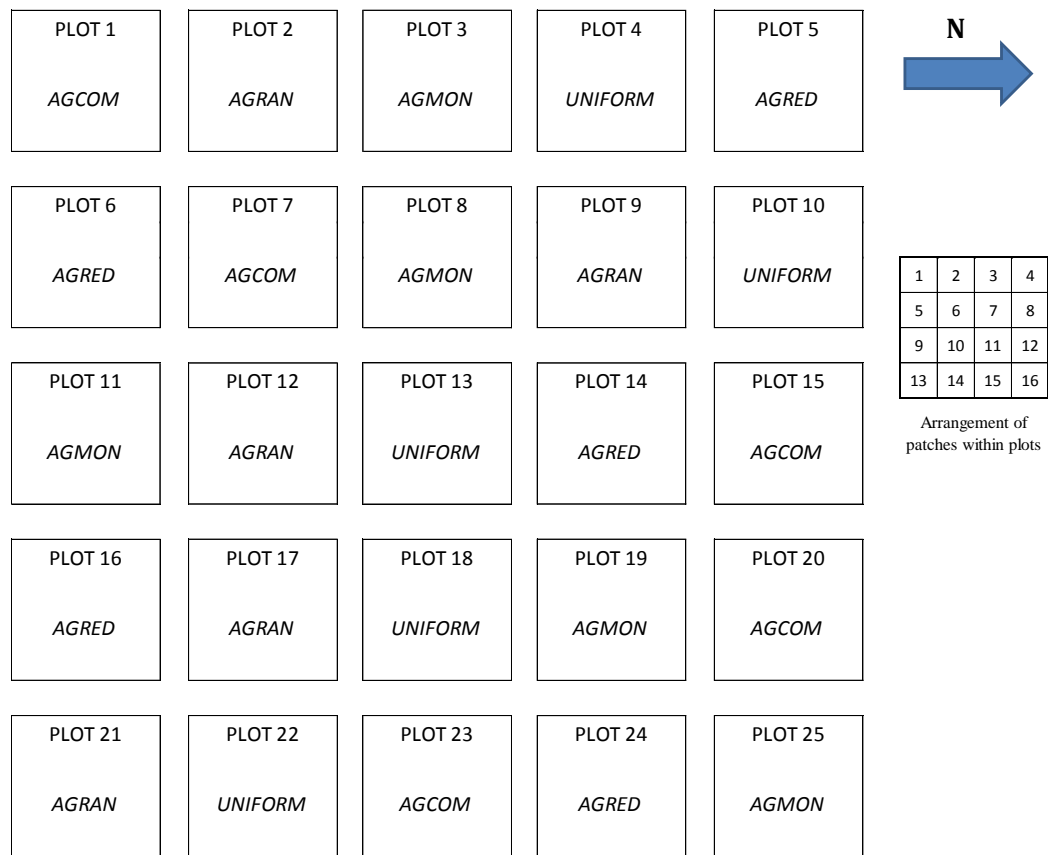 PLOT 1
AGCOM
PLOT 2
AGRAN
PLOT 3
AGMON
PLOT 4
UNIFORM
PLOT 5
AGRED
N
PLOT 6
AGRED
PLOT 7
AGCOM
PLOT 8
AGMON
PLOT 9
AGRAN
PLOT 10
UNIFORM
1 2 3 4
5 6 7 8
9 10 11 12
13 14 15 16
Arrangement of
patches within plots
PLOT 11
AGMON
PLOT 12
AGRAN
PLOT 13
UNIFORM
PLOT 14
AGRED
PLOT 15
AGCOM
PLOT 16
AGRED
PLOT 17
AGRAN
PLOT 18
UNIFORM
PLOT 19
AGMON
PLOT 20
AGCOM
PLOT 21
AGRAN
PLOT 22
UNIFORM
PLOT 23
AGCOM
PLOT 24
AGRED
PLOT 25
AGMON